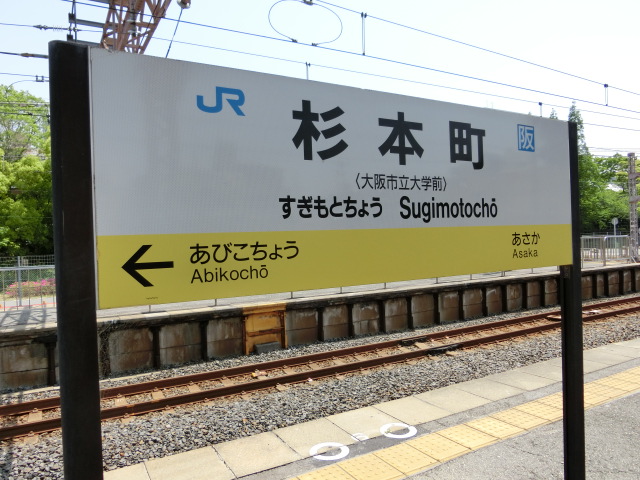 JR 杉本町 阪
〈大阪市立大学前〉
すぎもとちょう Sugimotochō
あびこちょう
Abikochō
あさか
Asaka